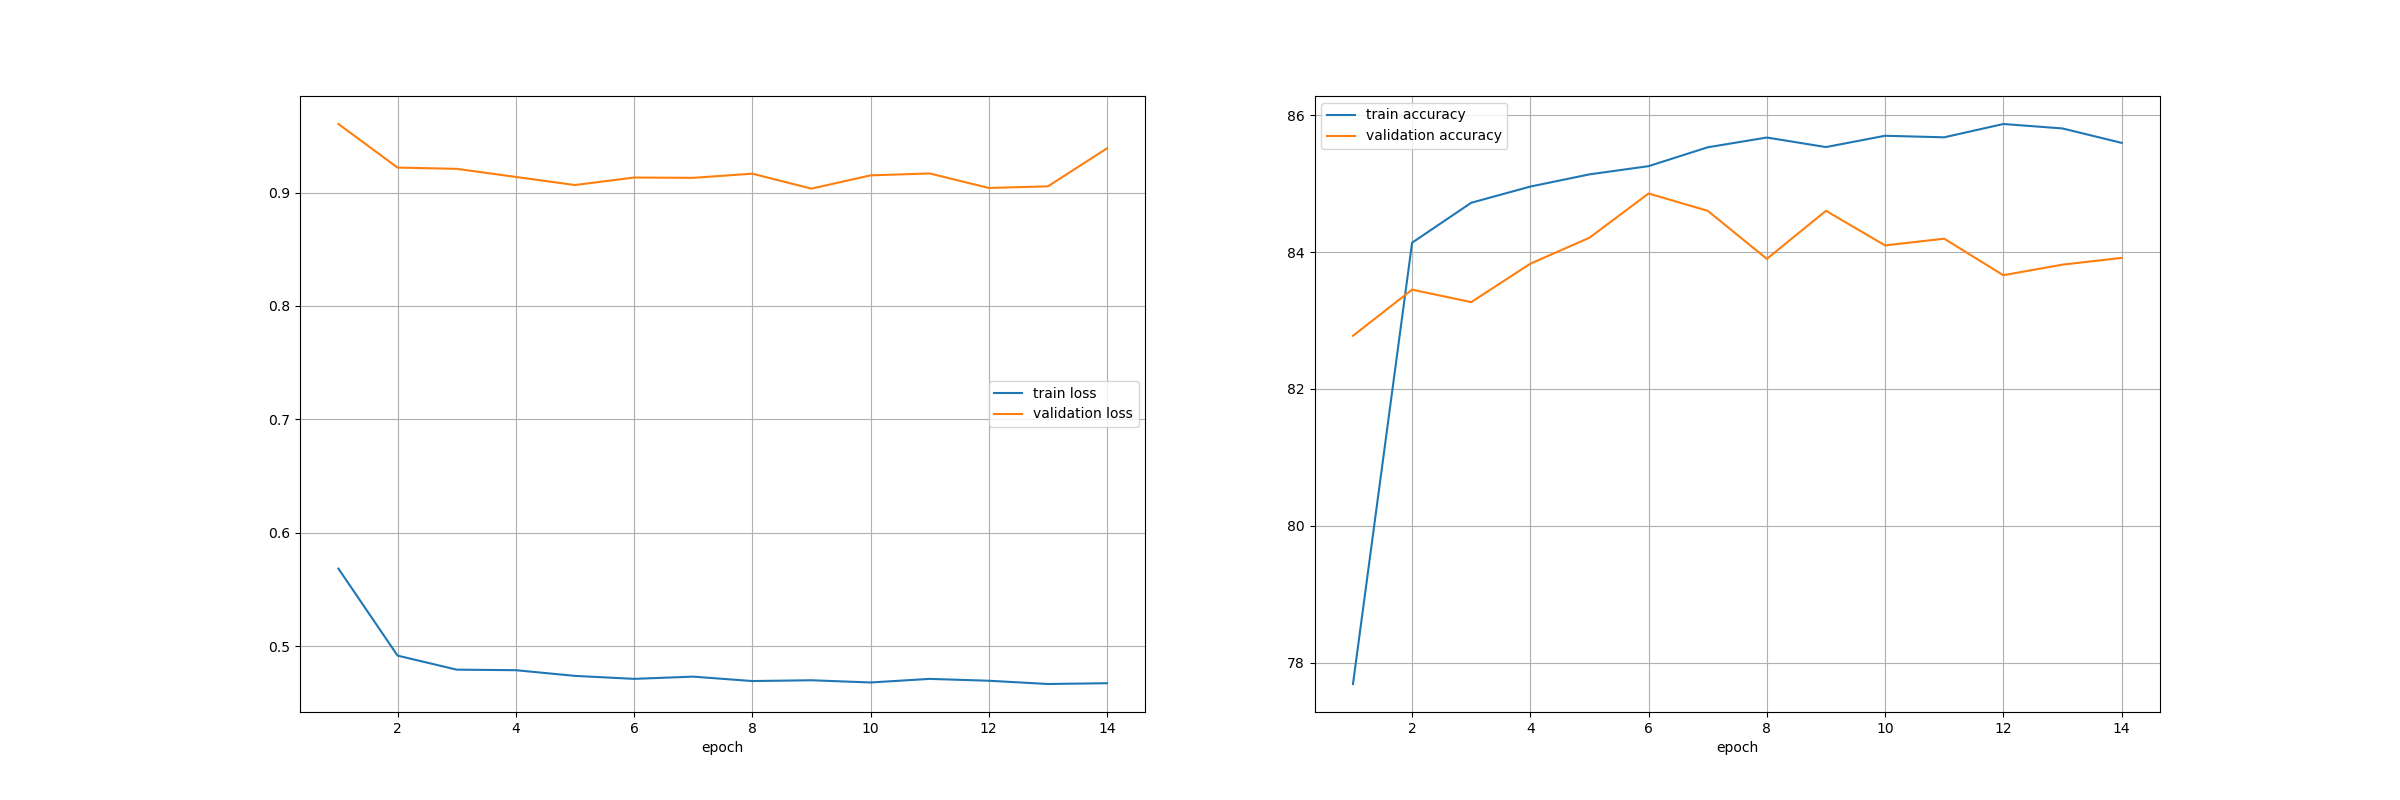 0.9
0.8
0.7
0.6
0.5
2 4 6 8 10 12 14
epoch
train loss
validation loss
86
84
82
80
78
2 4 6 8 10 12 14
epoch
train accuracy
validation accuracy